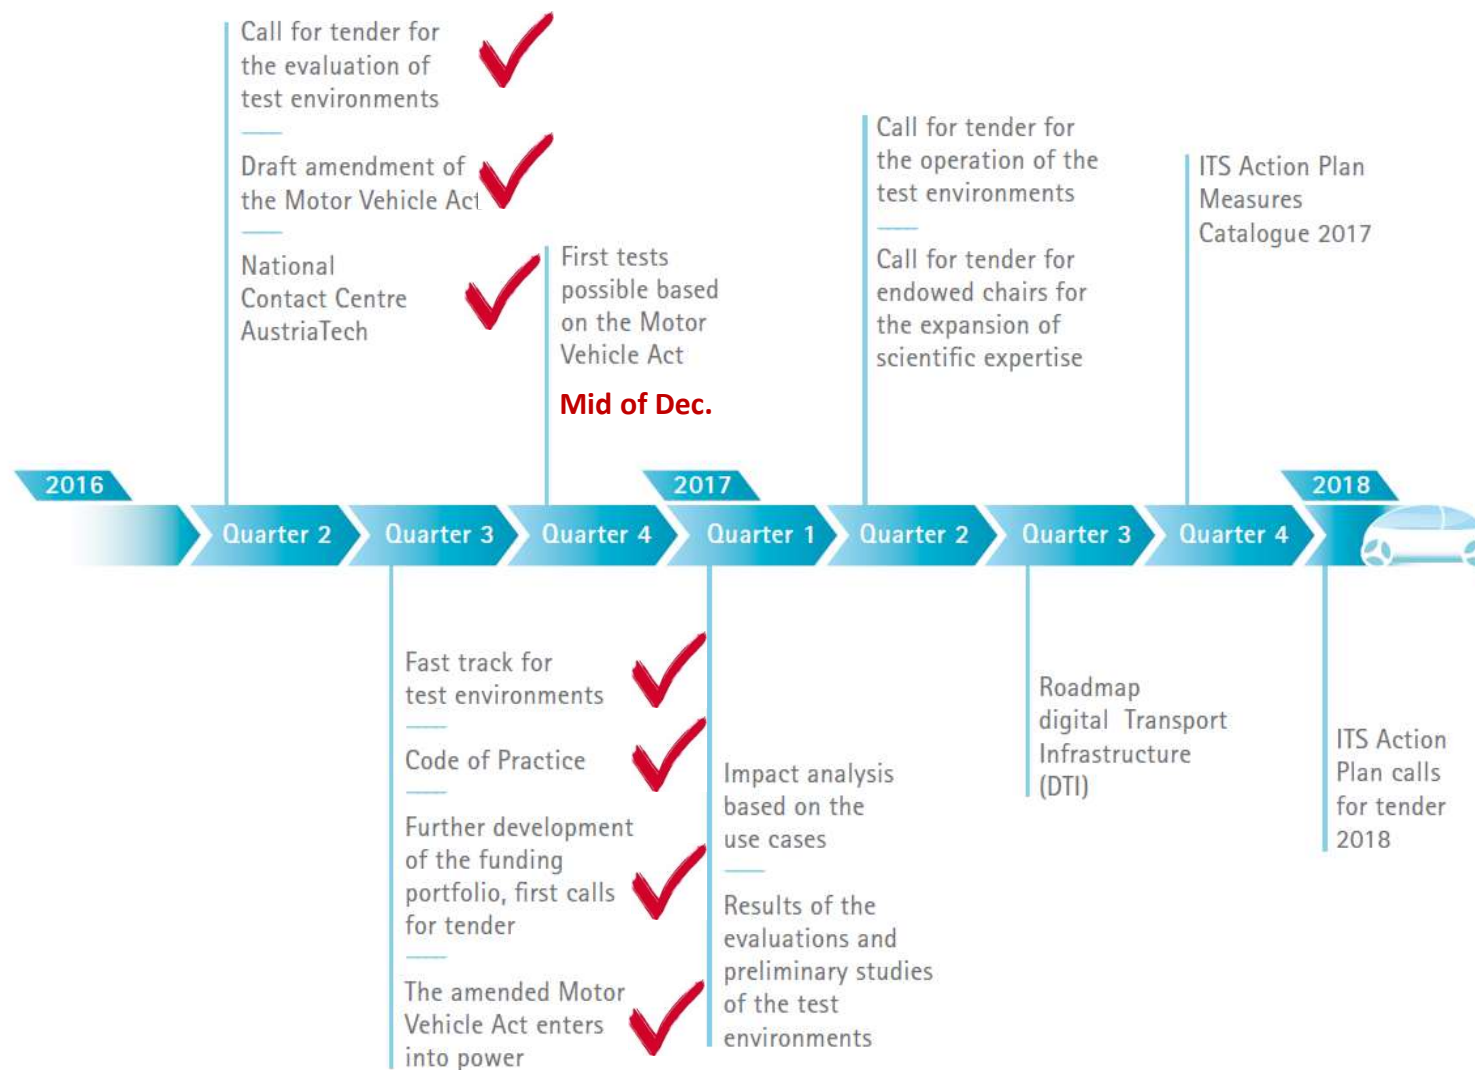 Call for tender for
the evaluation of
test environments
Draft amendment of
the Motor Vehicle Act
National
Contact Centre
AustriaTech
First tests
possible based
on the Motor
Vehicle Act
Mid of Dec.
Call for tender for
the operation of the
test environments
Call for tender for
endowed chairs for
the expansion of
scientific expertise
ITS Action Plan
Measures
Catalogue 2017
2016
2017
2018
Quarter 2
Quarter 3
Quarter 4
Quarter 1
Quarter 2
Quarter 3
Quarter 4
Fast track for
test environments
Code of Practice
Further development
of the funding
portfolio, first calls
for tender
The amended Motor
Vehicle Act enters
into power
Impact analysis
based on the
use cases
Results of the
evaluations and
preliminary studies
of the test
environments
Roadmap
digital Transport
Infrastructure
(DTI)
ITS Action
Plan calls
for tender
2018